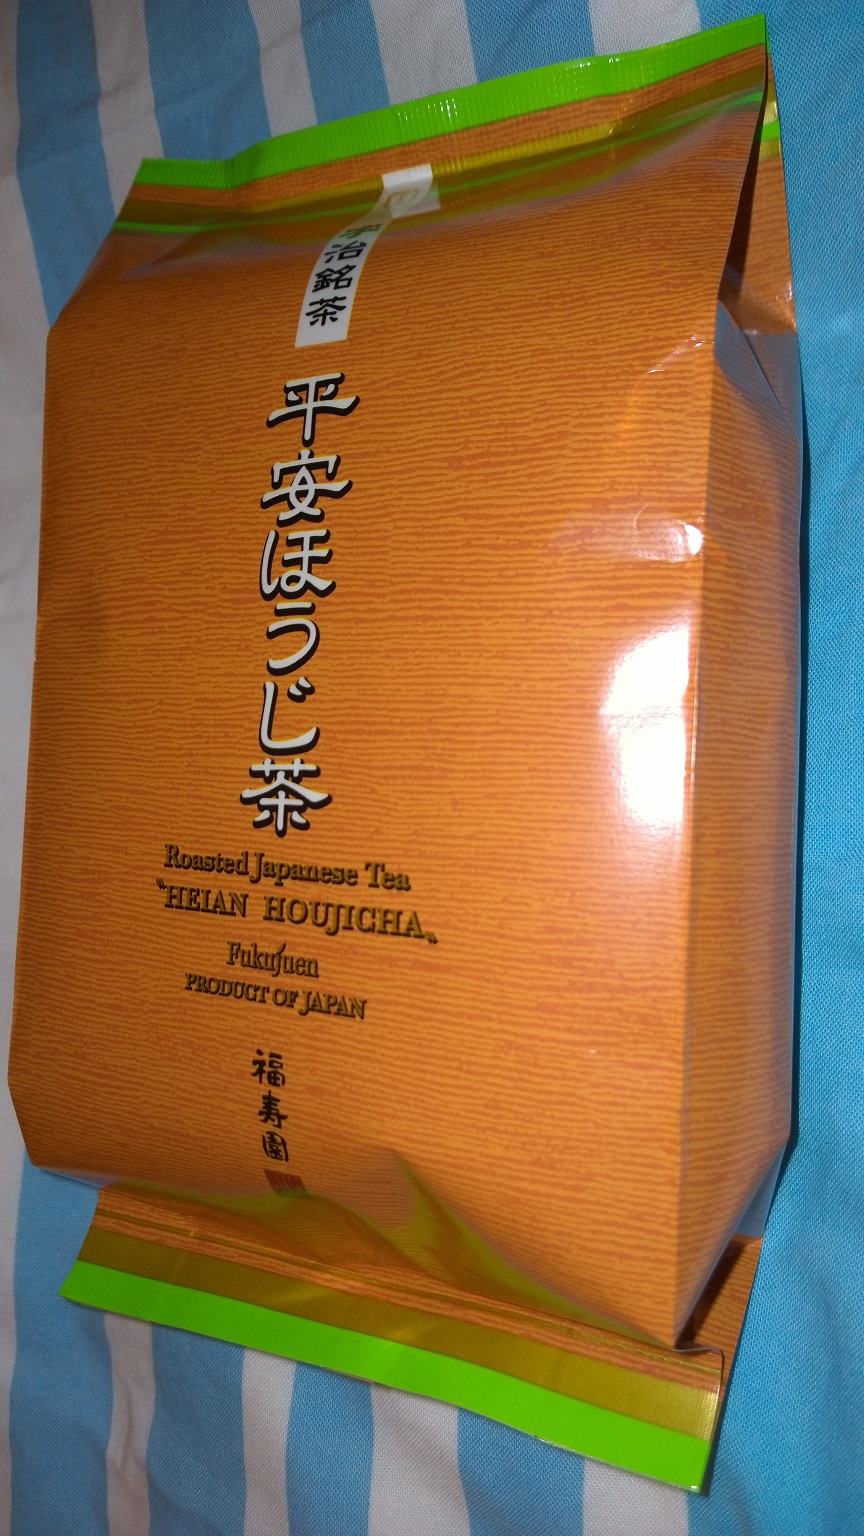 宇治銘茶
平安ほうじ茶
Roasted Japanese Tea
"HEIAN HOUJICHA„
Fukujuen
PRODUCT OF JAPAN
福寿園